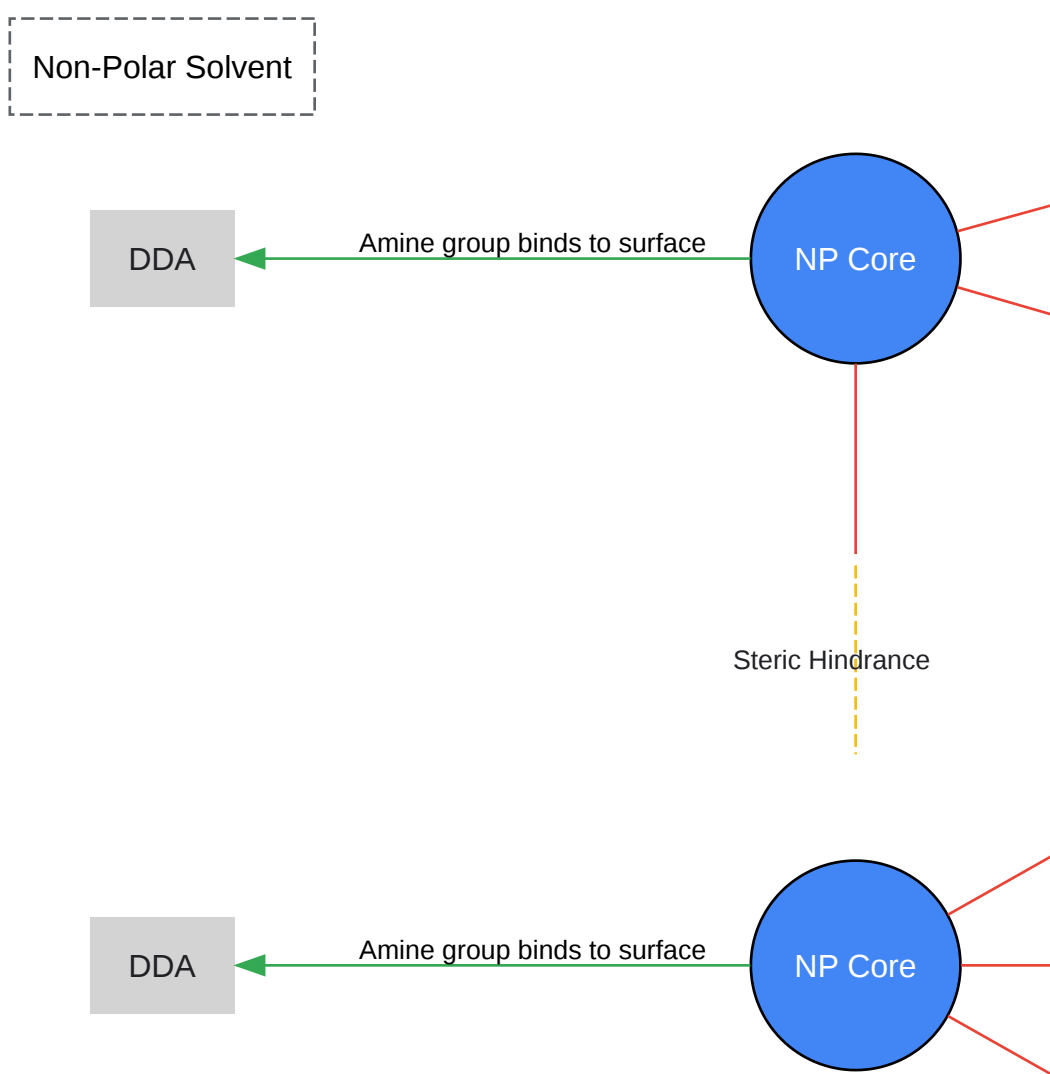 Non-Polar Solvent
DDA
Amine group binds to surface
NP Core
Steric Hindrance
DDA
Amine group binds to surface
NP Core